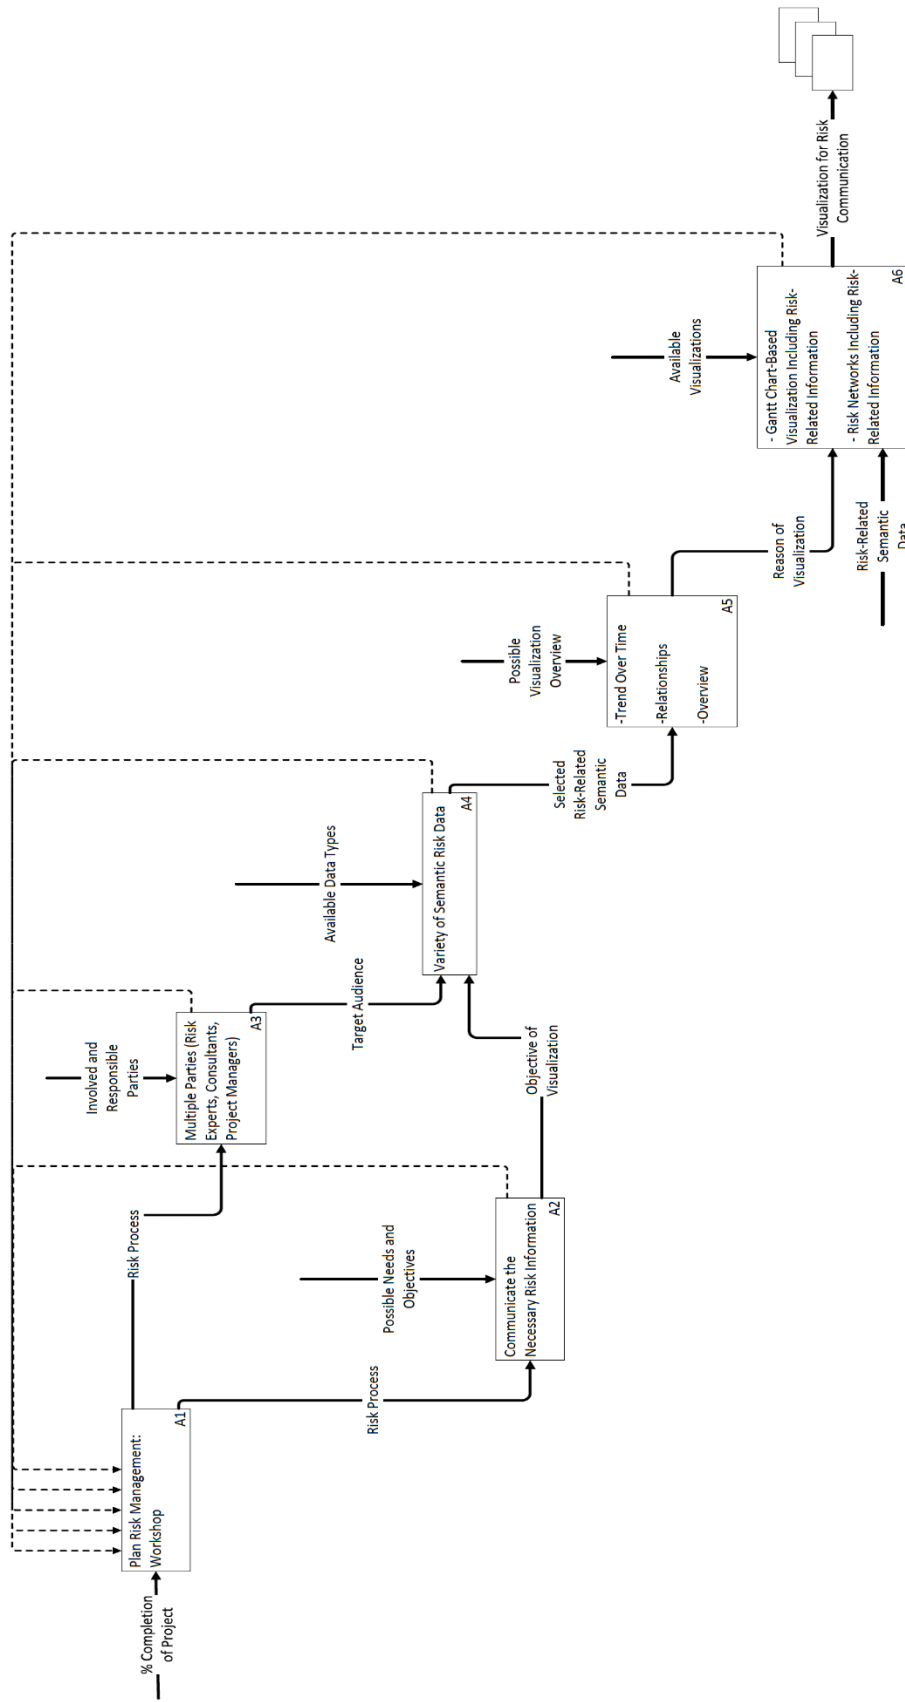 % Completion
of Project
Plan Risk Management:
Workshop
A1
Risk Process
Risk Process
Possible Needs and
Objectives
Communicate the
Necessary Risk Information
A2
Involved and
Responsible
Parties
Multiple Parties (Risk
Experts, Consultants,
Project Managers)
A3
Objective of
Visualization
Target Audience
Available Data Types
Variety of Semantic Risk Data
A4
Selected
Risk-Related
Semantic
Data
Possible
Visualization
Overview
-Trend Over Time
-Relationships
-Overview
A5
Reason of
Visualization
Risk-Related
Semantic
Data
Available
Visualizations
- Gantt Chart-Based
Visualization Including Risk-
Related Information
- Risk Networks Including Risk-
Related Information
A6
Visualization for Risk
Communication